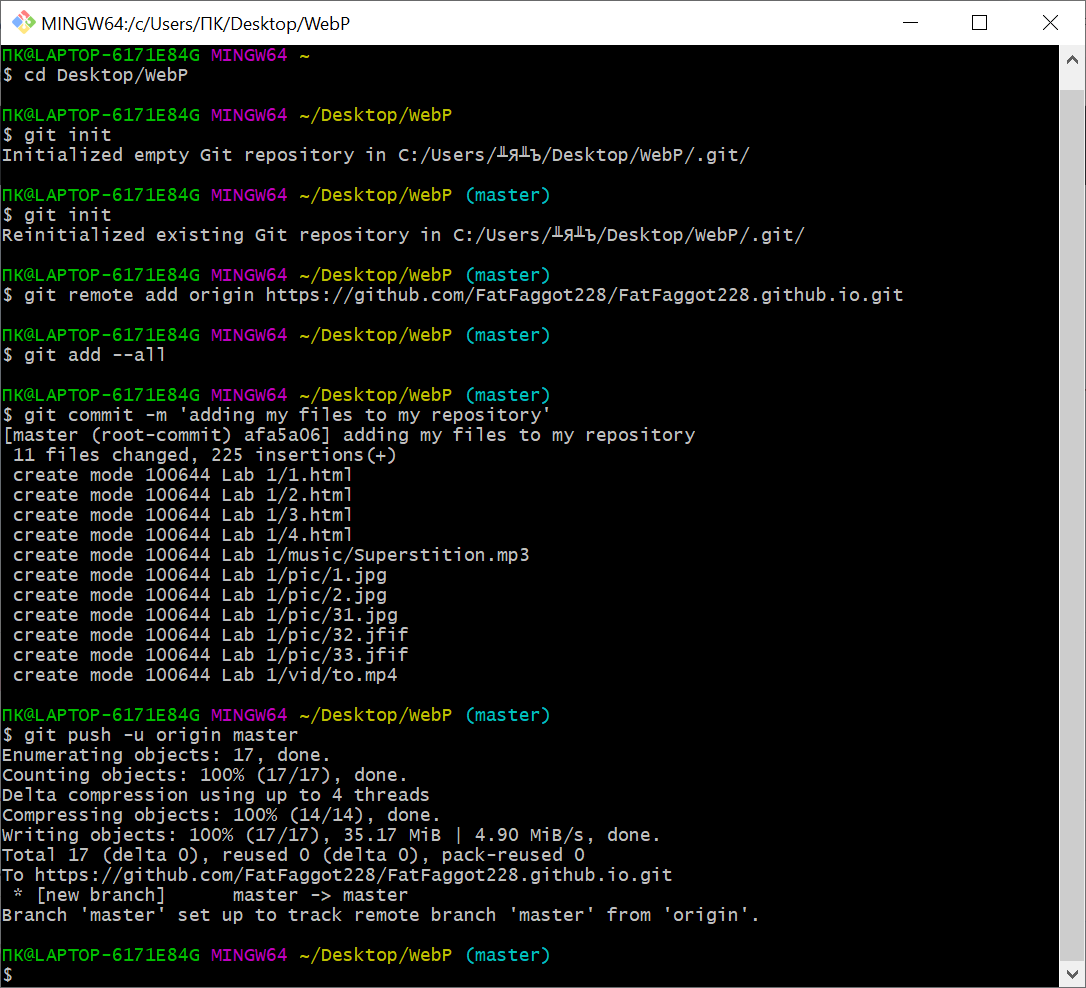 MINGW64:/c/Users/ПК/Desktop/WebP
ПК@LAPTOP-6171E84G MINGW64 ~
$ cd Desktop/WebP
ПК@LAPTOP-6171E84G MINGW64 ~/Desktop/WebP
$ git init
Initialized empty Git repository in C:/Users/╨Я╨Ъ/Desktop/WebP/.git/
ПК@LAPTOP-6171E84G MINGW64 ~/Desktop/WebP (master)
$ git init
Reinitialized existing Git repository in C:/Users/╨Я╨Ъ/Desktop/WebP/.git/
ПК@LAPTOP-6171E84G MINGW64 ~/Desktop/WebP (master)
$ git remote add origin https://github.com/FatFaggot228/FatFaggot228.github.io.git
ПК@LAPTOP-6171E84G MINGW64 ~/Desktop/WebP (master)
$ git add --all
ПК@LAPTOP-6171E84G MINGW64 ~/Desktop/WebP (master)
$ git commit -m 'adding my files to my repository'
[master (root-commit) afa5a06] adding my files to my repository
11 files changed, 225 insertions(+)
create mode 100644 Lab 1/1.html
create mode 100644 Lab 1/2.html
create mode 100644 Lab 1/3.html
create mode 100644 Lab 1/4.html
create mode 100644 Lab 1/music/Superstition.mp3
create mode 100644 Lab 1/pic/1.jpg
create mode 100644 Lab 1/pic/2.jpg
create mode 100644 Lab 1/pic/31.jpg
create mode 100644 Lab 1/pic/32.jfif
create mode 100644 Lab 1/pic/33.jfif
create mode 100644 Lab 1/vid/to.mp4
ПК@LAPTOP-6171E84G MINGW64 ~/Desktop/WebP (master)
$ git push -u origin master
Enumerating objects: 17, done.
Counting objects: 100% (17/17), done.
Delta compression using up to 4 threads
Compressing objects: 100% (14/14), done.
Writing objects: 100% (17/17), 35.17 MiB | 4.90 MiB/s, done.
Total 17 (delta 0), reused 0 (delta 0), pack-reused 0
To https://github.com/FatFaggot228/FatFaggot228.github.io.git
* [new branch]      master -> master
Branch 'master' set up to track remote branch 'master' from 'origin'.
ПК@LAPTOP-6171E84G MINGW64 ~/Desktop/WebP (master)
$